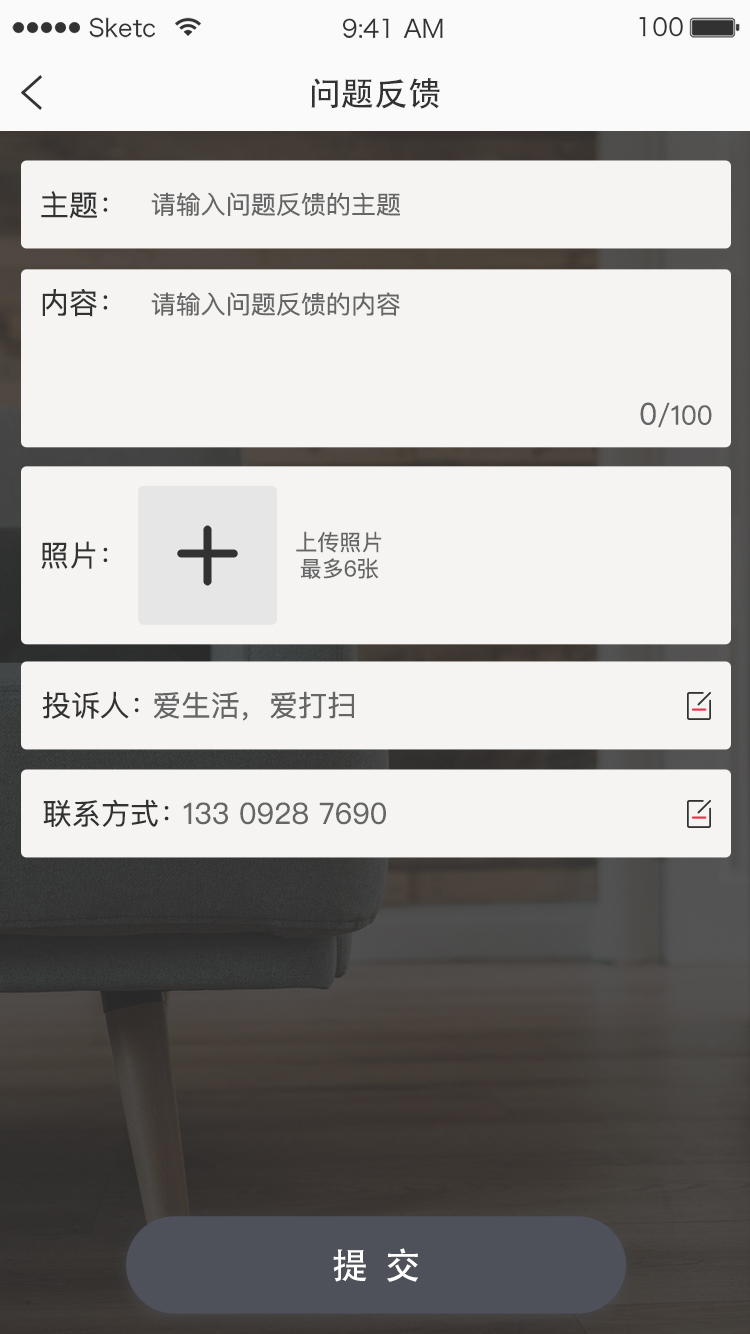 Sketc 9:41 AM 100
问题反馈
主题： 请输入问题反馈的主题
内容： 请输入问题反馈的内容
0/100
照片： 上传照片
最多6张
投诉人：爱生活，爱打扫
联系方式：133 0928 7690
提 交